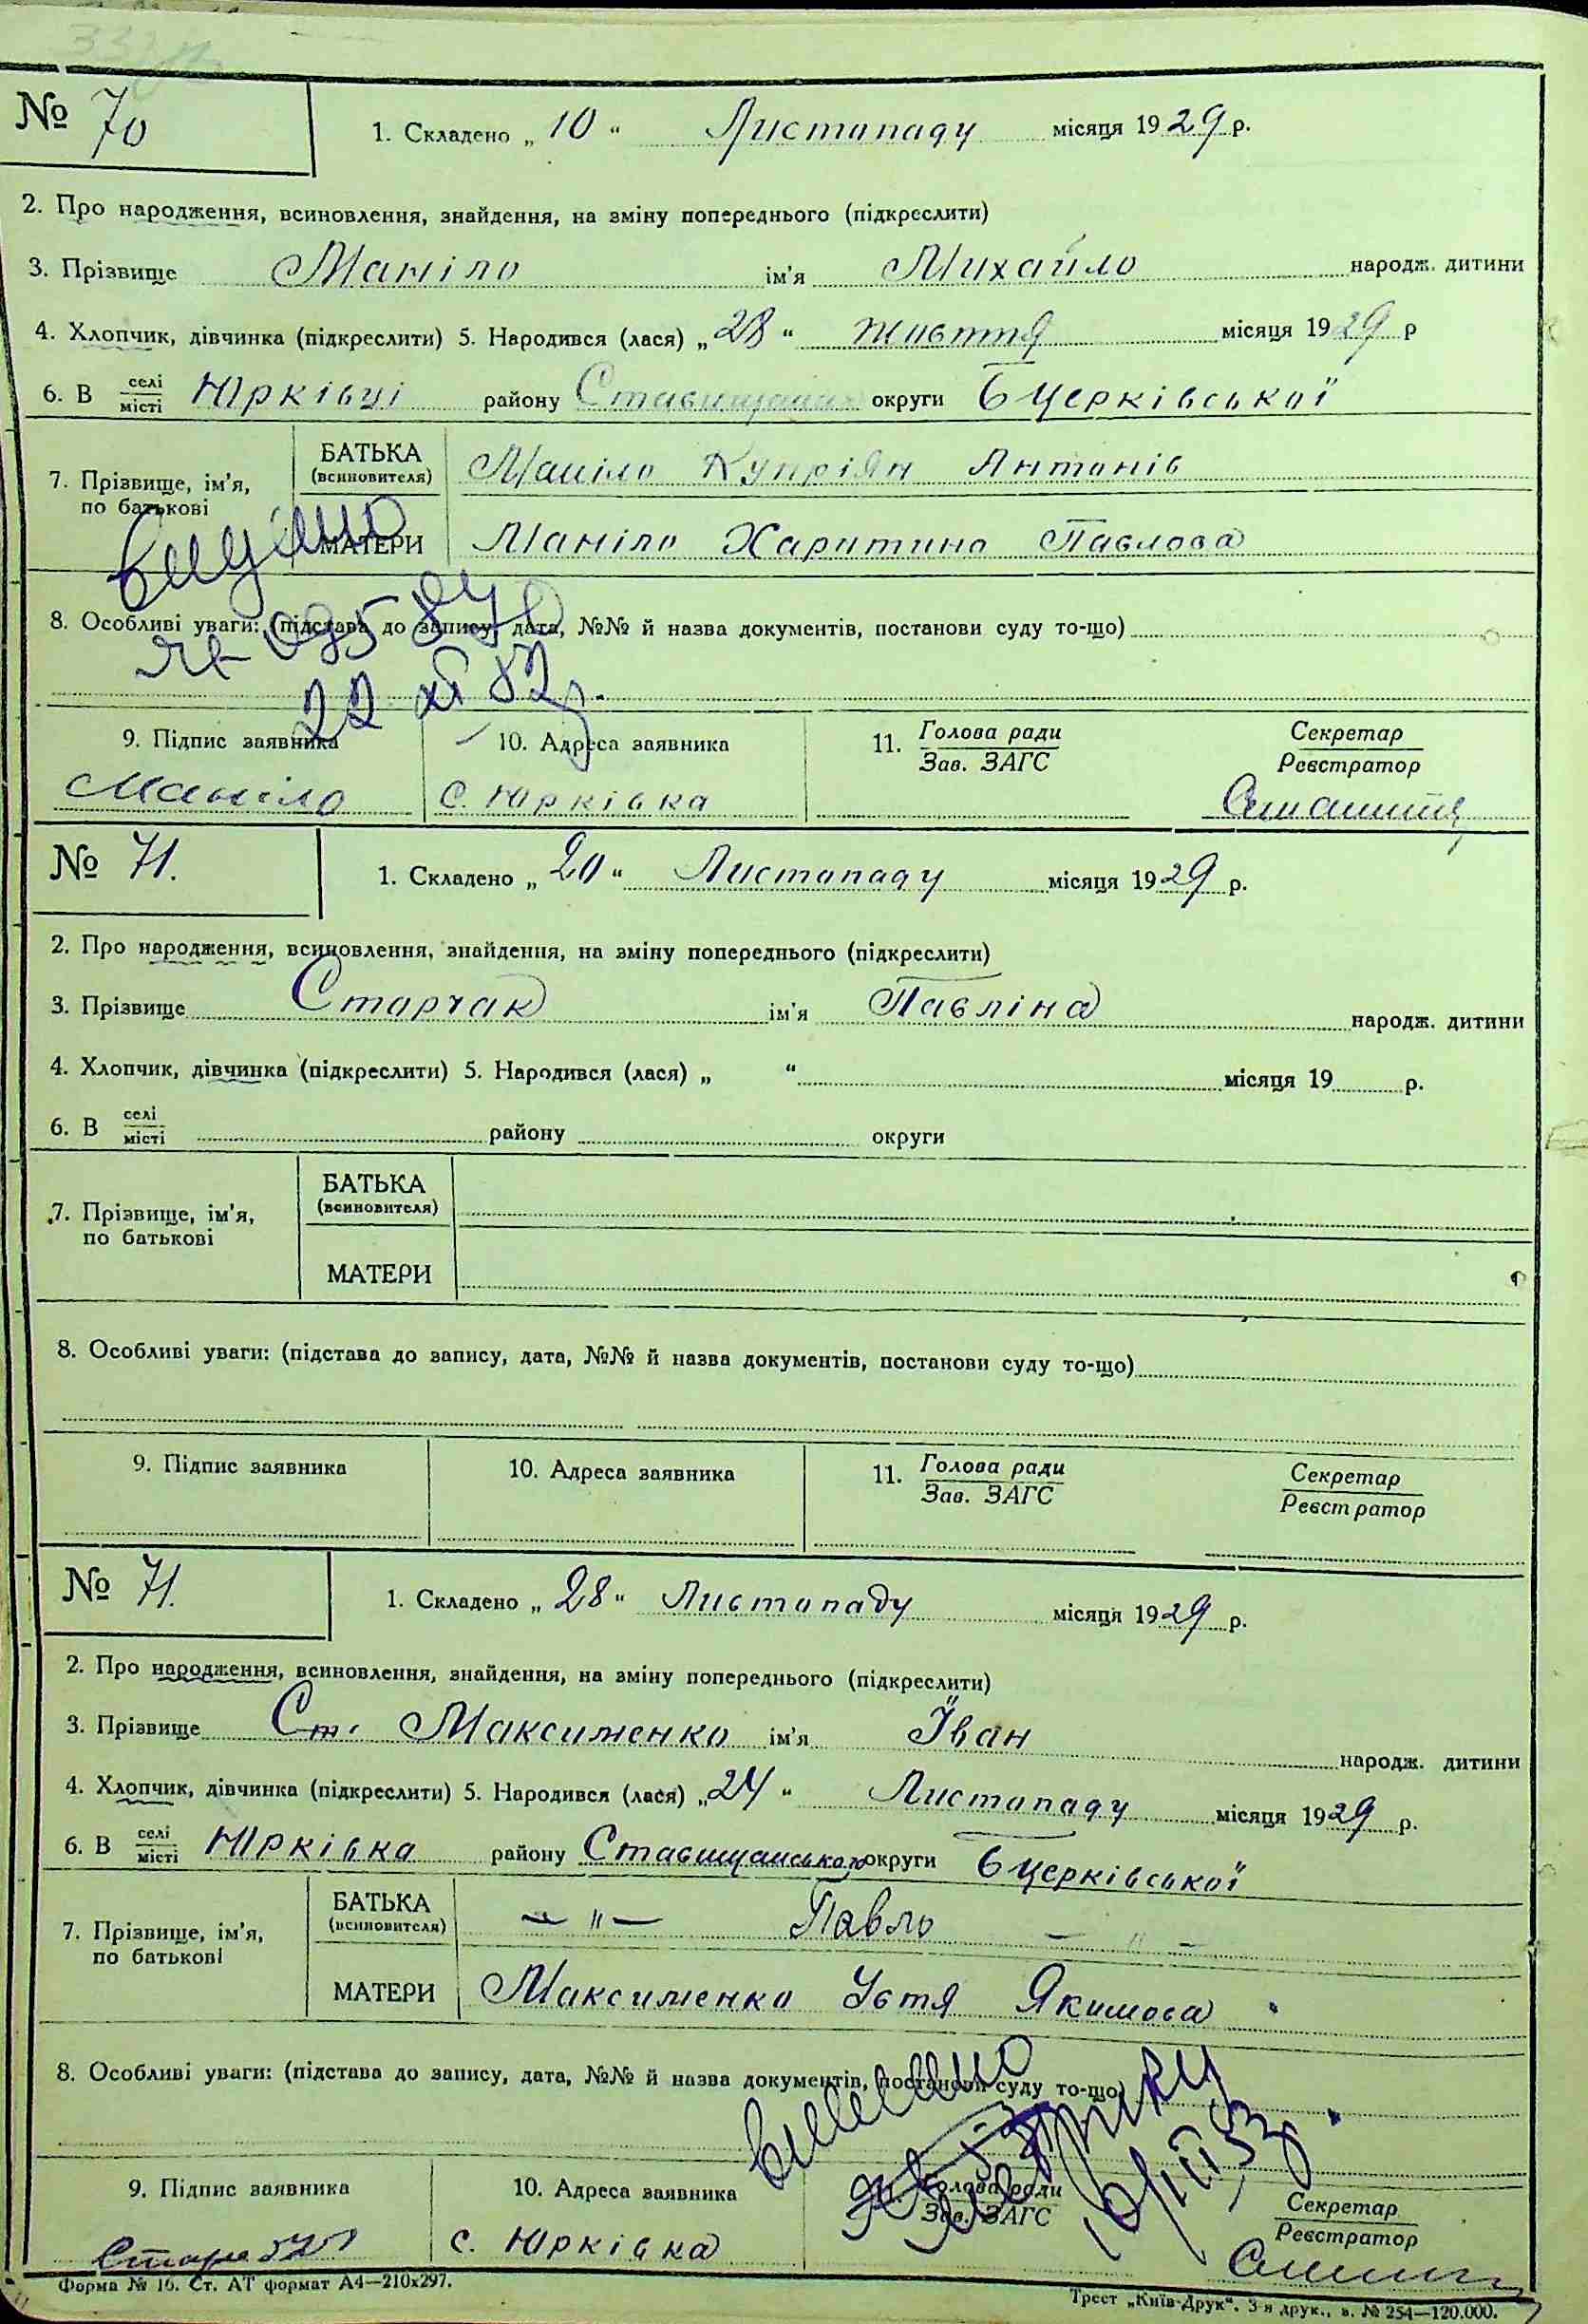 № 70
1. Складено „ 10 “ Листопаду місяця 1929 р.
2. Про народження, всиновлення, знайдення, на зміну попереднього (підкреслити)
3. Прізвище Маніло ім'я Михайло народж. дитини
4. Хлопчик, дівчинка (підкреслити) 5. Народився (лася) „ 28 “ жовтня місяця 1929 р
6. В селі місті Юрківці району Ставищанськ округи БЦерківської
7. Прізвище, ім'я, по батькові
БАТЬКА (всиновителя) Маніло Купріян Антонів
МАТЕРИ Маніло Харитина Павлова
8. Особливі уваги: (підстава до запису, дата, №№ й назва документів, постанови суду то-що)
22 XI 82
9. Підпис заявника 10. Адреса заявника 11. Голова ради Зав. ЗАГС Секретар Реєстратор
Маніло с. Юрківка
№ 71.
1. Складено „ 20 “ Листопаду місяця 1929 р.
2. Про народження, всиновлення, знайдення, на зміну попереднього (підкреслити)
3. Прізвище Старчак ім'я Павліна народж. дитини
4. Хлопчик, дівчинка (підкреслити) 5. Народився (лася) „ “ місяця 19 р.
6. В селі місті району округи
7. Прізвище, ім'я, по батькові
БАТЬКА (всиновителя)
МАТЕРИ
8. Особливі уваги: (підстава до запису, дата, №№ й назва документів, постанови суду то-що)
9. Підпис заявника 10. Адреса заявника 11. Голова ради Зав. ЗАГС Секретар Реєстратор
№ 71.
1. Складено „ 28 “ Листопаду місяця 1929 р.
2. Про народження, всиновлення, знайдення, на зміну попереднього (підкреслити)
3. Прізвище Ст. Максименко ім'я Іван народж. дитини
4. Хлопчик, дівчинка (підкреслити) 5. Народився (лася) „ 24 “ Листопаду місяця 1929 р.
6. В селі місті Юрківка району Ставищанського округи БЦерківської
7. Прізвище, ім'я, по батькові
БАТЬКА (всиновителя) — " — Павло — " —
МАТЕРИ Максименко Устя Якимова
8. Особливі уваги: (підстава до запису, дата, №№ й назва документів, постанови суду то-що)
9. Підпис заявника 10. Адреса заявника 11. Голова ради Зав. ЗАГС Секретар Реєстратор
с. Юрківка
Форма № 16. Ст. АТ формат А4—210х297.
Трест „Київ-Друк“. 3-я друк., з. № 254—120.000.